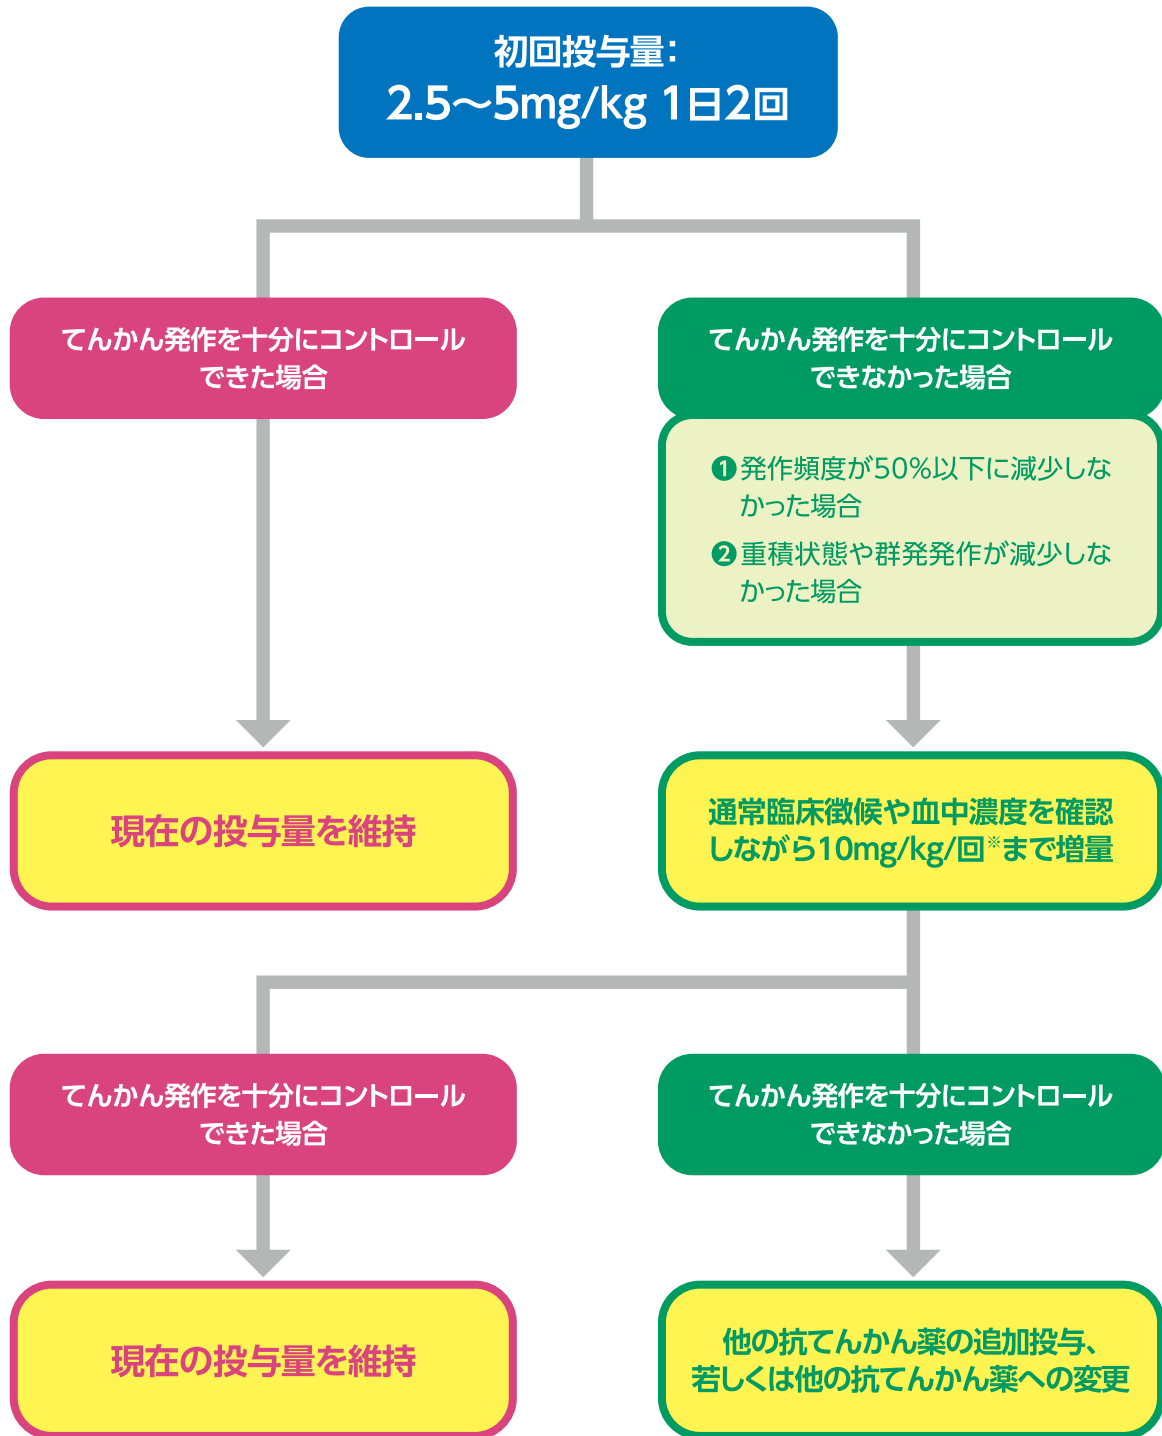 初回投与量：
2.5～5mg/kg 1日2回
てんかん発作を十分にコントロール
できた場合
てんかん発作を十分にコントロール
できなかった場合
❶発作頻度が50%以下に減少しな
かった場合
❷重積状態や群発発作が減少しな
かった場合
現在の投与量を維持
通常臨床徴候や血中濃度を確認
しながら10mg/kg/回※まで増量
てんかん発作を十分にコントロール
できた場合
てんかん発作を十分にコントロール
できなかった場合
現在の投与量を維持
他の抗てんかん薬の追加投与、
若しくは他の抗てんかん薬への変更